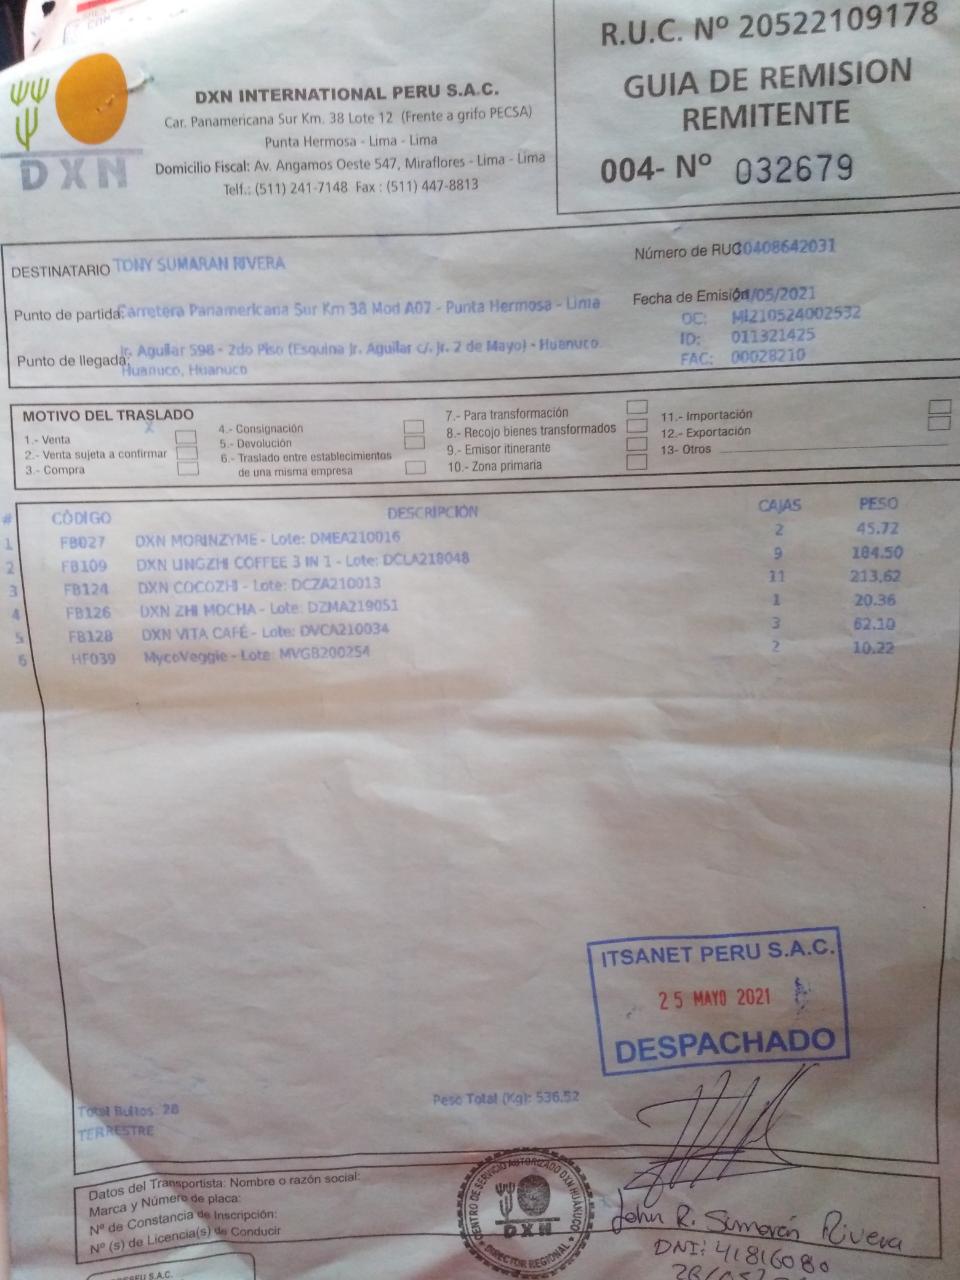 R.U.C. Nº 20522109178
GUIA DE REMISION
REMITENTE
004- Nº 032679
DXN
DXN INTERNATIONAL PERU S.A.C.
Car. Panamericana Sur Km. 38 Lote 12 (Frente a grifo PECSA)
Punta Hermosa - Lima - Lima
Domicilio Fiscal: Av. Angamos Oeste 547, Miraflores - Lima - Lima
Telf.: (511) 241-7148 Fax : (511) 447-8813
DESTINATARIO TONY SUMARAN RIVERA
Número de RUC 0408642031
Punto de partida: Carretera Panamericana Sur Km 38 Mod A07 - Punta Hermosa - Lima
Fecha de Emisión /05/2021
OC: MI210524002532
ID: 011321425
FAC: 00028210
Punto de llegada: Jr. Aguilar 598 - 2do Piso (Esquina Jr. Aguilar c/. Jr. 2 de Mayo) - Huanuco
Huanuco, Huanuco
MOTIVO DEL TRASLADO
X
1.- Venta
2.- Venta sujeta a confirmar
3.- Compra
4.- Consignación
5.- Devolución
6.- Traslado entre establecimientos
de una misma empresa
7.- Para transformación
8.- Recojo bienes transformados
9.- Emisor itinerante
10.- Zona primaria
11.- Importación
12.- Exportación
13- Otros
# CÓDIGO DESCRIPCIÓN CAJAS PESO
1 FB027 DXN MORINZYME - Lote: DMEA210016 2 45.72
2 FB109 DXN LINGZHI COFFEE 3 IN 1 - Lote: DCLA218048 9 184.50
3 FB124 DXN COCOZHI - Lote: DCZA210013 11 213.62
4 FB126 DXN ZHI MOCHA - Lote: DZMA219051 1 20.36
5 FB128 DXN VITA CAFÉ - Lote: DVCA210034 3 62.10
6 HF039 MycoVeggie - Lote: MVGB200254 2 10.22
ITSANET PERU S.A.C.
25 MAYO 2021
DESPACHADO
Total Bultos: 28
Peso Total (Kg): 536.52
TERRESTRE
Datos del Transportista: Nombre o razón social:
Marca y Número de placa:
Nº de Constancia de Inscripción:
Nº (s) de Licencia(s) de Conducir
CENTRO DE SERVICIO AUTORIZADO DXN HUANUCO
DXN
DIRECTOR REGIONAL
John R. Sumarán Rivera
DNI: 41816080
S.A.C.